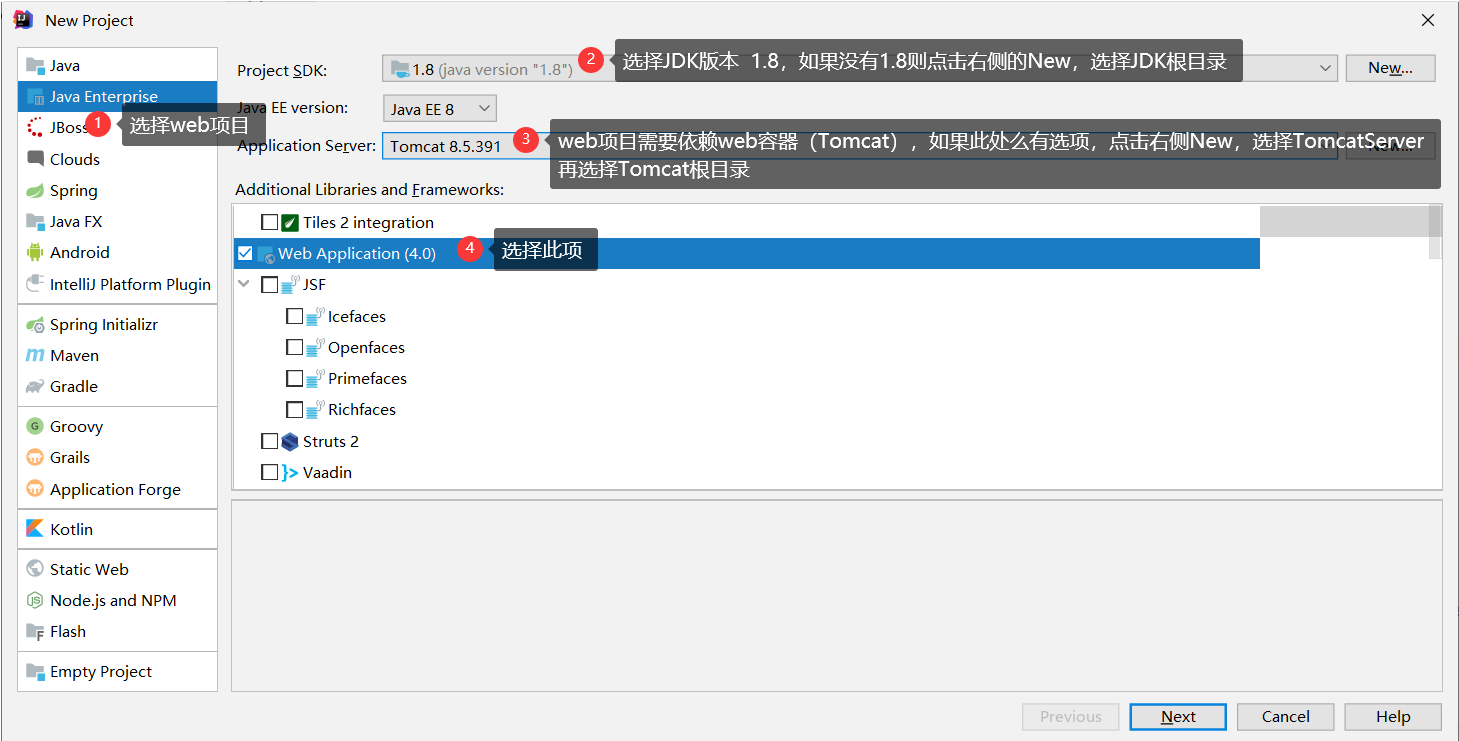 New Project
Java
Java Enterprise
JBoss
Clouds
Spring
Java FX
Android
IntelliJ Platform Plugin
Spring Initializr
Maven
Gradle
Groovy
Grails
Application Forge
Kotlin
Static Web
Node.js and NPM
Flash
Empty Project
1
选择web项目
Project SDK:
1.8 (java version "1.8")
2
选择JDK版本 1.8，如果没有1.8则点击右侧的New，选择JDK根目录
New...
Java EE version:
Java EE 8
Application Server:
Tomcat 8.5.391
3
web项目需要依赖web容器（Tomcat），如果此处么有选项，点击右侧New，选择TomcatServer
再选择Tomcat根目录
New...
Additional Libraries and Frameworks:
Tiles 2 integration
Web Application (4.0)
4
选择此项
JSF
Icefaces
Openfaces
Primefaces
Richfaces
Struts 2
Vaadin
Previous
Next
Cancel
Help